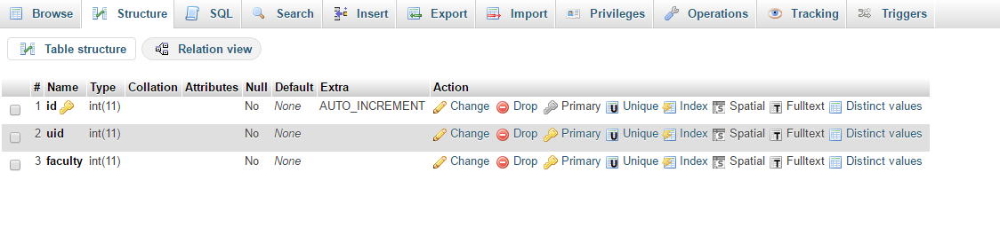 Browse Structure SQL Search Insert Export Import Privileges Operations Tracking Triggers
Table structure Relation view
# Name Type Collation Attributes Null Default Extra Action
1 id int(11) No None AUTO_INCREMENT Change Drop Primary Unique Index Spatial Fulltext Distinct values
2 uid int(11) No None Change Drop Primary Unique Index Spatial Fulltext Distinct values
3 faculty int(11) No None Change Drop Primary Unique Index Spatial Fulltext Distinct values